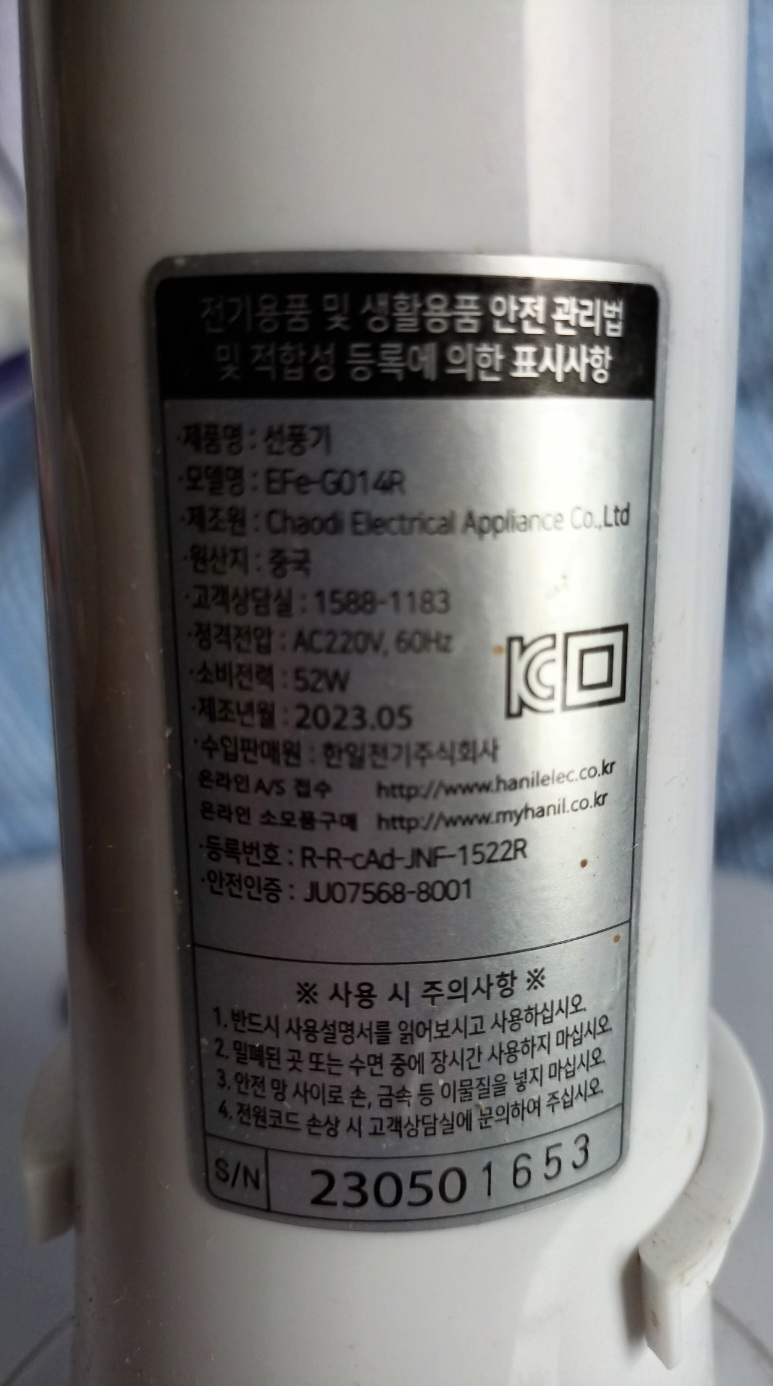 전기용품 및 생활용품 안전 관리법
및 적합성 등록에 의한 표시사항
·제품명 : 선풍기
·모델명 : EFe-G014R
·제조원 : Chaodi Electrical Appliance Co.,Ltd
·원산지 : 중국
·고객상담실 : 1588-1183
·정격전압 : AC220V, 60Hz
·소비전력 : 52W
·제조년월 : 2023.05
·수입판매원 : 한일전기주식회사
온라인 A/S 접수 http://www.hanilelec.co.kr
온라인 소모품구매 http://www.myhanil.co.kr
·등록번호 : R-R-cAd-JNF-1522R
·안전인증 : JU07568-8001
※ 사용 시 주의사항 ※
1. 반드시 사용설명서를 읽어보시고 사용하십시오.
2. 밀폐된 곳 또는 수면 중에 장시간 사용하지 마십시오.
3. 안전 망 사이로 손, 금속 등 이물질을 넣지 마십시오.
4. 전원코드 손상 시 고객상담실에 문의하여 주십시오.
S/N 230501653